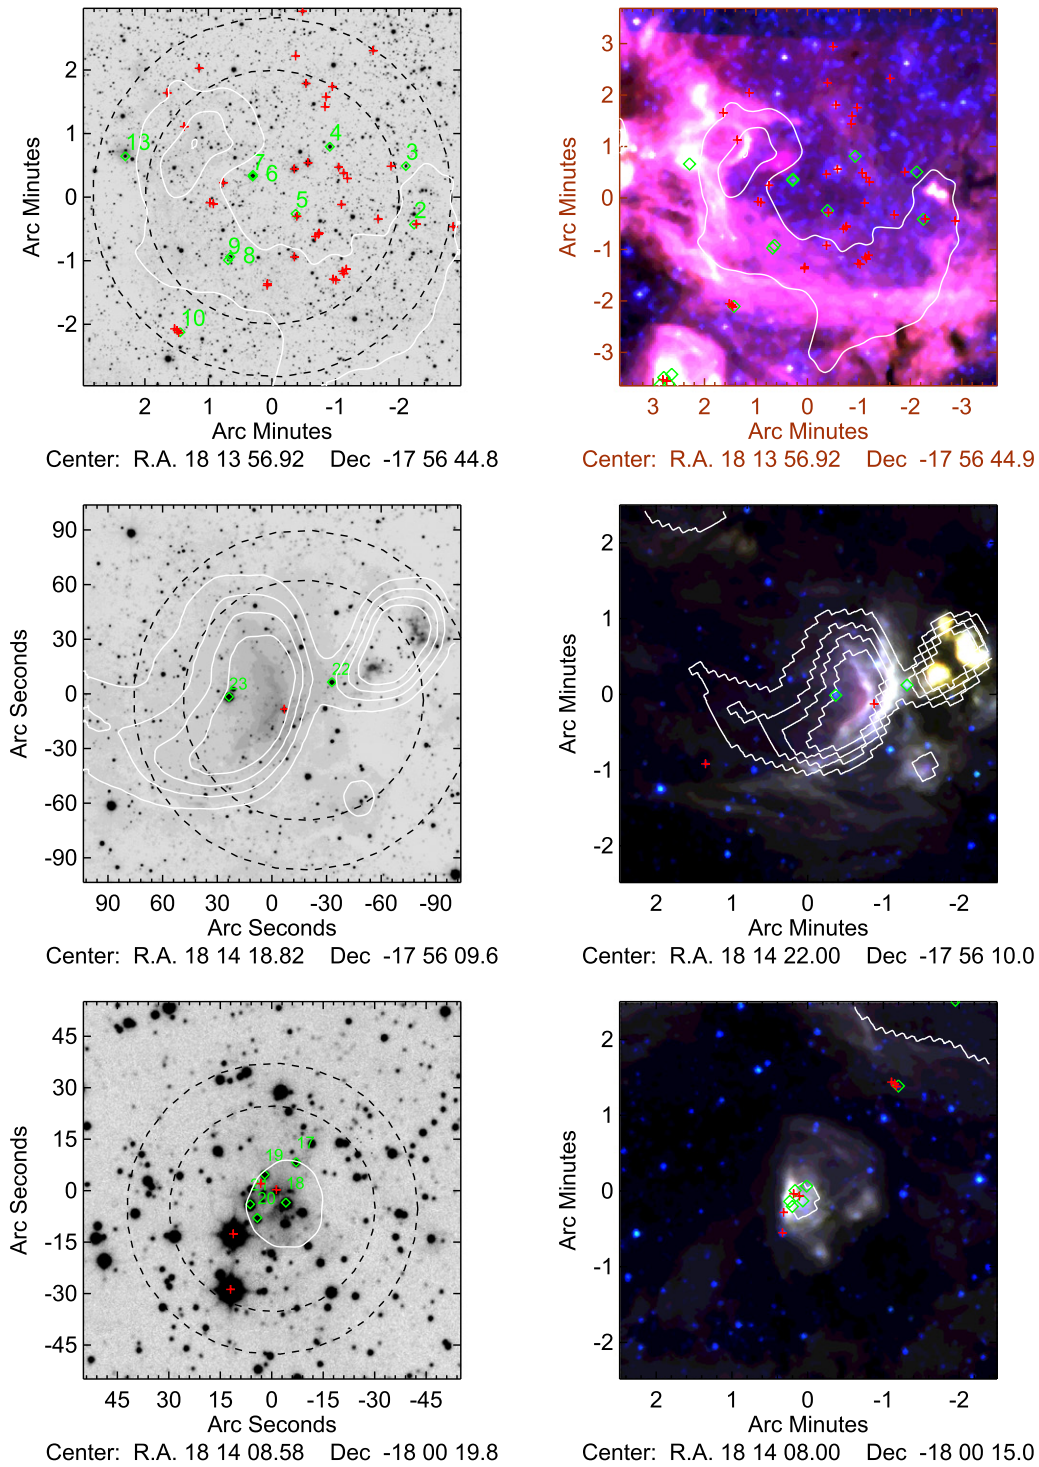 2
1
0
-1
-2
Arc Minutes
13
4
3
7
6
5
2
9
8
10
2 1 0 -1 -2
Arc Minutes
Center: R.A. 18 13 56.92 Dec -17 56 44.8
3
2
1
0
-1
-2
-3
Arc Minutes
3 2 1 0 -1 -2 -3
Arc Minutes
Center: R.A. 18 13 56.92 Dec -17 56 44.9
90
60
30
0
-30
-60
-90
Arc Seconds
22
23
90 60 30 0 -30 -60 -90
Arc Seconds
Center: R.A. 18 14 18.82 Dec -17 56 09.6
2
1
0
-1
-2
Arc Minutes
2 1 0 -1 -2
Arc Minutes
Center: R.A. 18 14 22.00 Dec -17 56 10.0
45
30
15
0
-15
-30
-45
Arc Seconds
17
19
18
20
45 30 15 0 -15 -30 -45
Arc Seconds
Center: R.A. 18 14 08.58 Dec -18 00 19.8
2
1
0
-1
-2
Arc Minutes
2 1 0 -1 -2
Arc Minutes
Center: R.A. 18 14 08.00 Dec -18 00 15.0